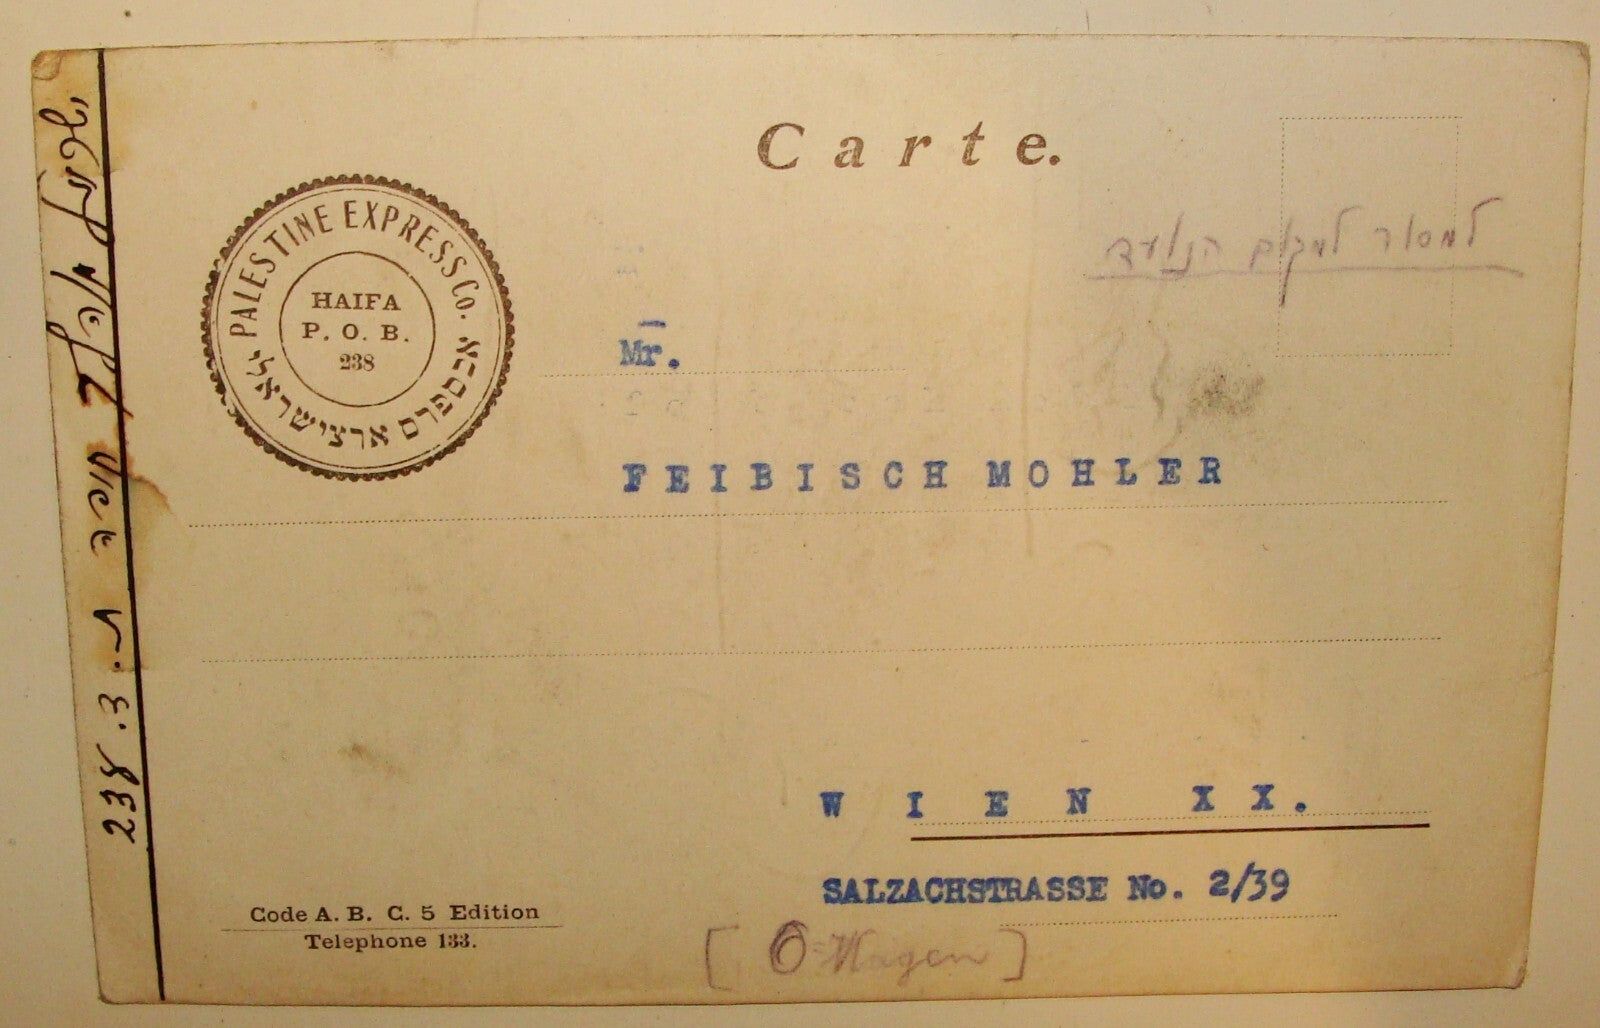 Carte.
PALESTINE EXPRESS Co.
HAIFA
P. O. B.
238
אכספרס ארצישראלי
למסור למקום הנועד
Mr.
FEIBISCH MOHLER
WIEN XX.
SALZACHSTRASSE No. 2/39
Code A. B. C. 5 Edition
Telephone 133.
238 .ת. ד